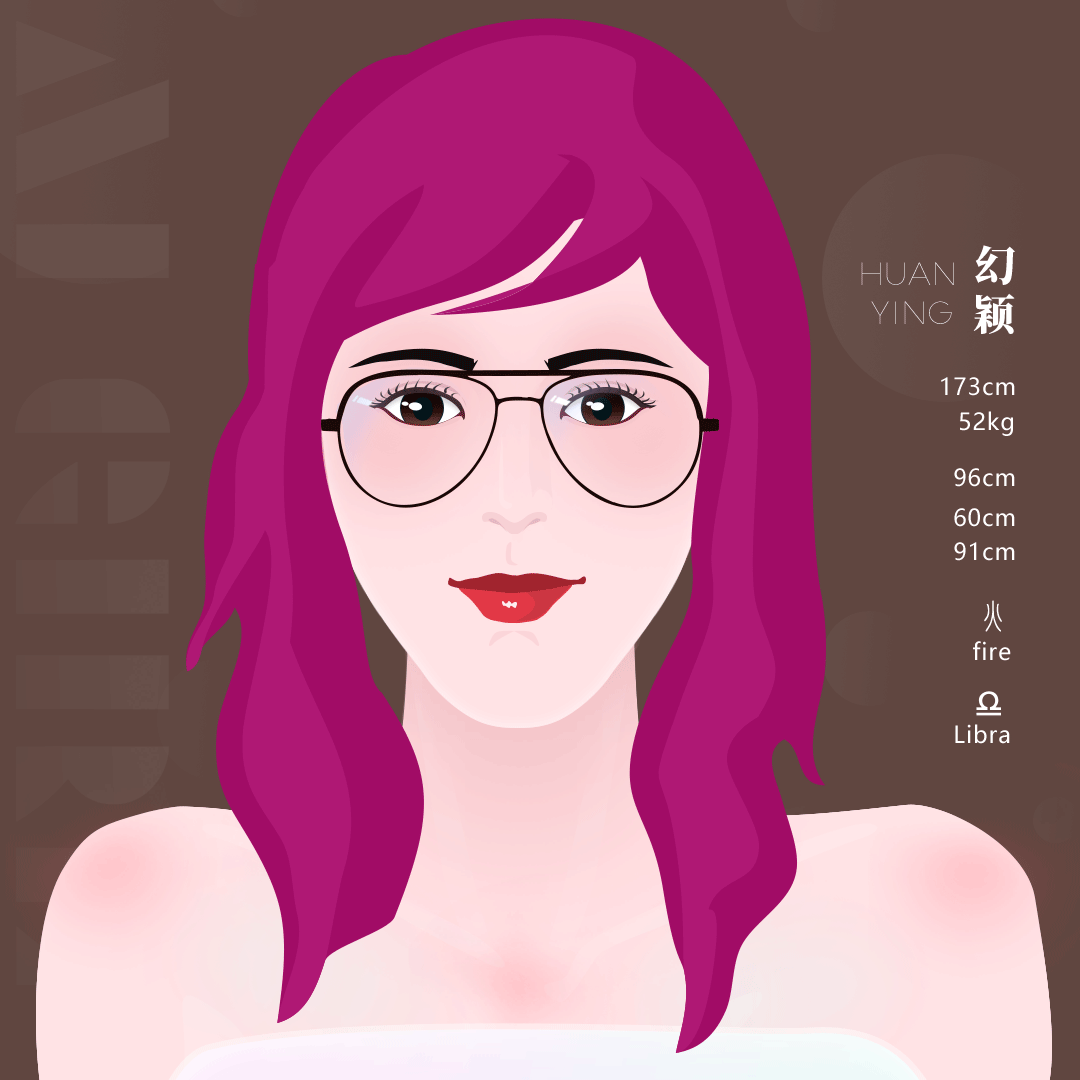 幻颖
HUAN
YING
173cm
52kg
96cm
60cm
91cm
火
fire
♎
Libra